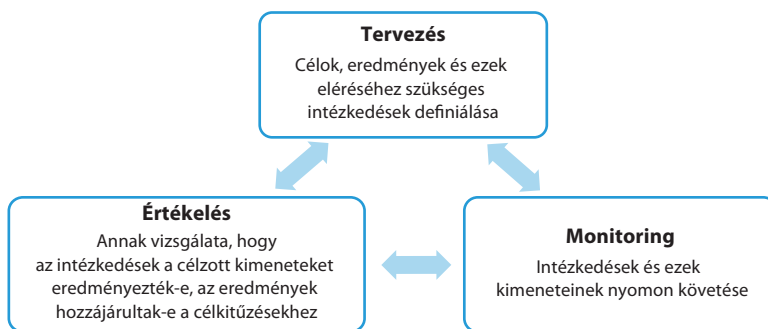 Tervezés
Célok, eredmények és ezek
eléréséhez szükséges
intézkedések definiálása
Értékelés
Annak vizsgálata, hogy
az intézkedések a célzott kimeneteket
eredményezték-e, az eredmények
hozzájárultak-e a célkitűzésekhez
Monitoring
Intézkedések és ezek
kimeneteinek nyomon követése